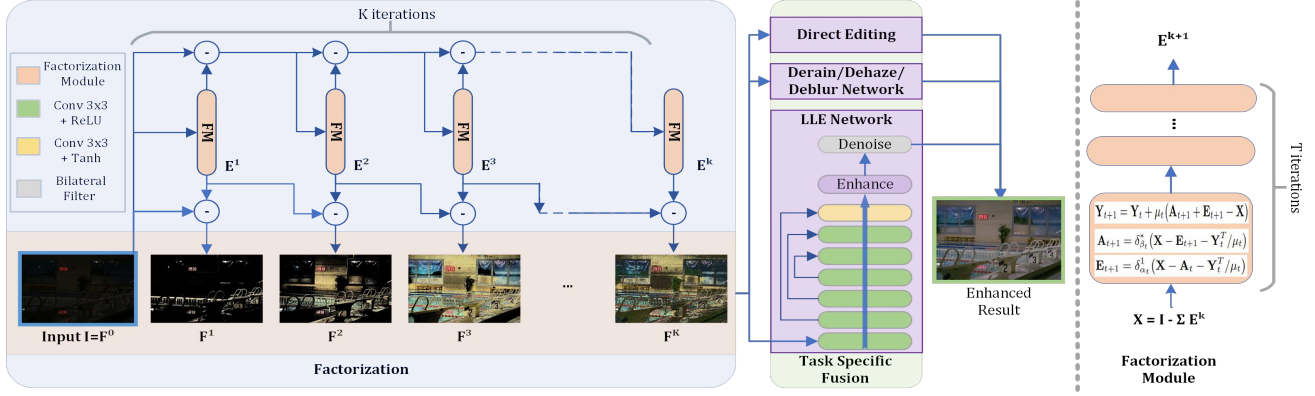 K iterations
Factorization
Module
Conv 3x3
+ ReLU
Conv 3x3
+ Tanh
Bilateral
Filter
-
-
-
FM
FM
FM
FM
E¹
E²
E³
Eᵏ
-
-
-
-
...
Input I=F⁰
F¹
F²
F³
Fᴷ
Factorization
Direct Editing
Derain/Dehaze/
Deblur Network
LLE Network
Denoise
Enhance
Task Specific
Fusion
Enhanced
Result
Eᵏ⁺¹
...
T iterations
Yₜ₊₁ = Yₜ + μₜ(Aₜ₊₁ + Eₜ₊₁ − X)
Aₜ₊₁ = δ*_βₜ(X − Eₜ₊₁ − Yₜᵀ/μₜ)
Eₜ₊₁ = δ¹_αₜ(X − Aₜ − Yₜᵀ/μₜ)
X = I - Σ Eᵏ
Factorization
Module